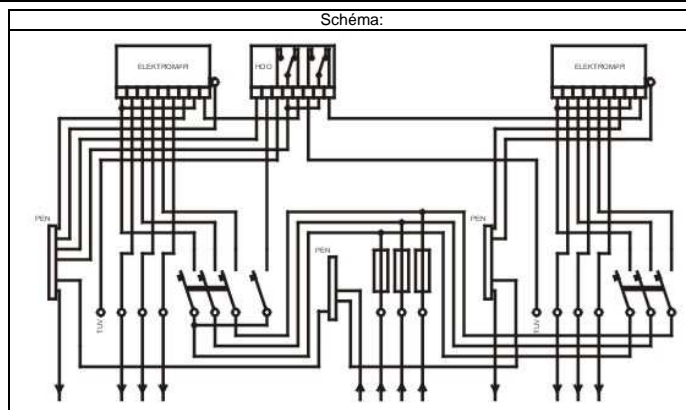 Schéma:
ELEKTROMĚR
HDO
ELEKTROMĚR
PEN
PEN
PEN
TUV
TUV